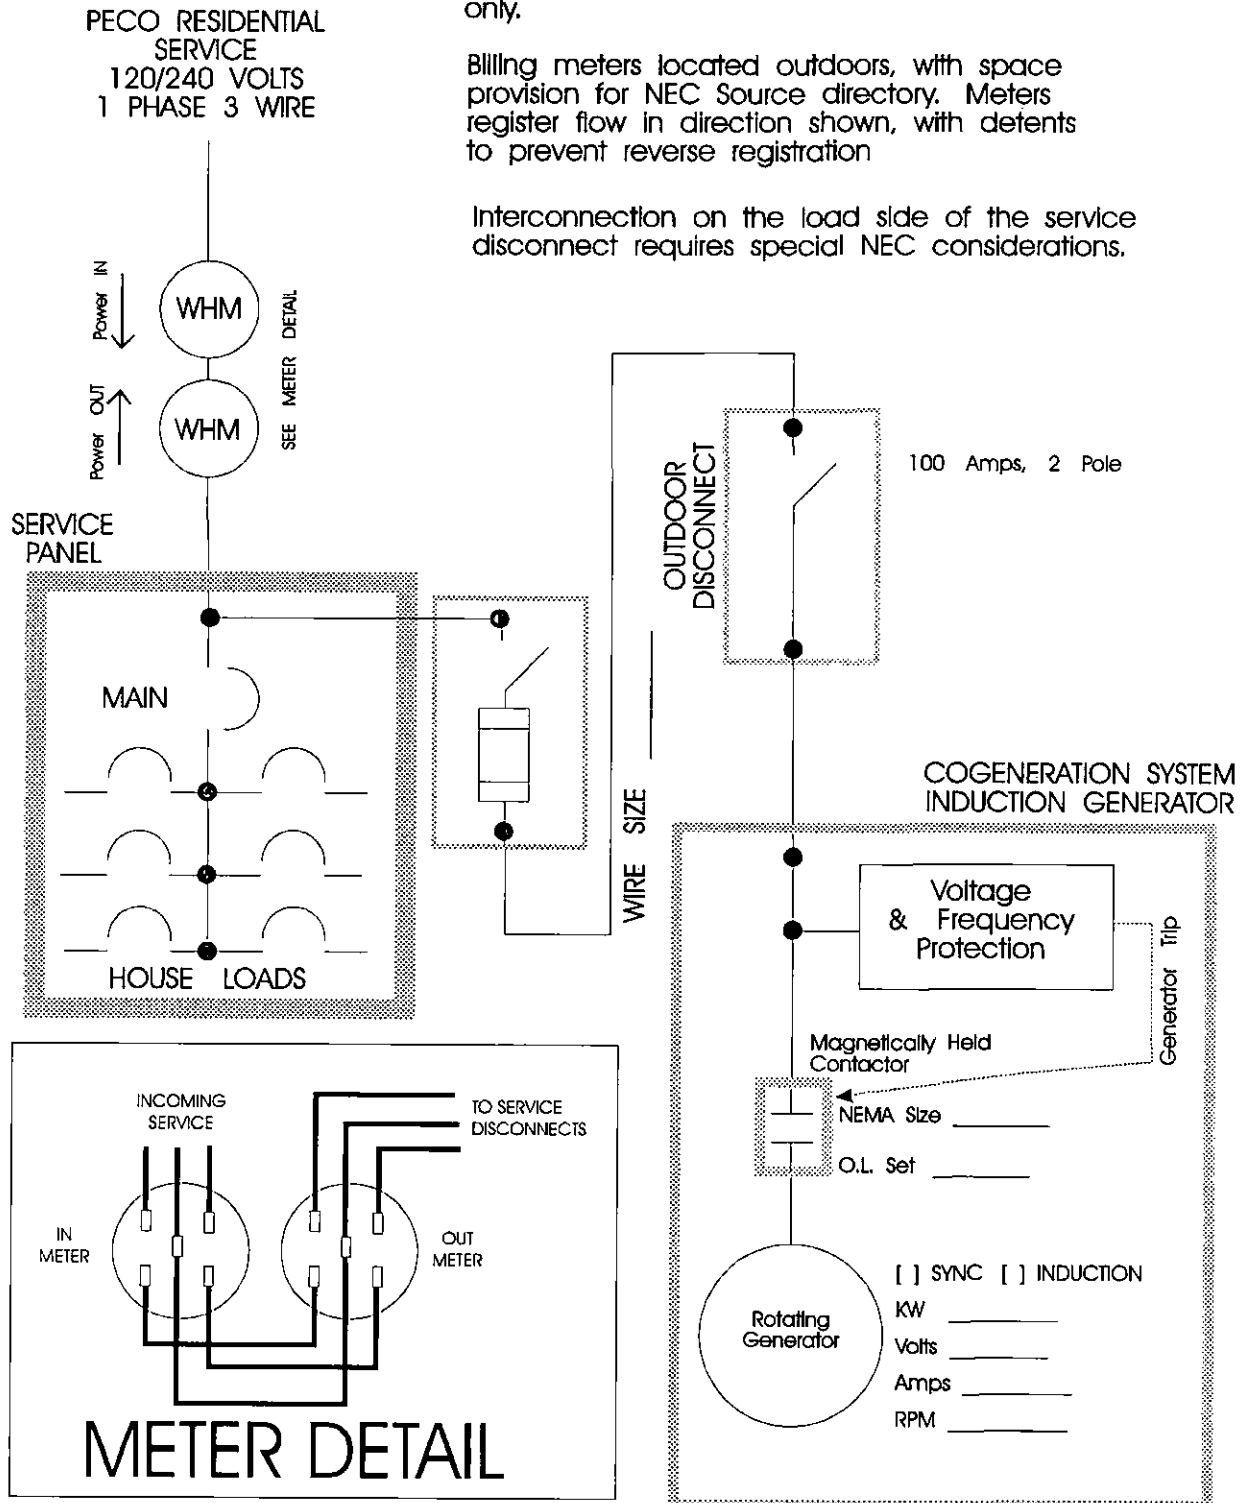 only.
PECO RESIDENTIAL
SERVICE
120/240 VOLTS
1 PHASE 3 WIRE
Billing meters located outdoors, with space
provision for NEC Source directory. Meters
register flow in direction shown, with detents
to prevent reverse registration
Interconnection on the load side of the service
disconnect requires special NEC considerations.
Power IN
WHM
SEE METER DETAIL
Power OUT
WHM
OUTDOOR
DISCONNECT
100 Amps, 2 Pole
SERVICE
PANEL
MAIN
HOUSE LOADS
WIRE SIZE
COGENERATION SYSTEM
INDUCTION GENERATOR
Voltage
& Frequency
Protection
Generator Trip
Magnetically Held
Contactor
NEMA Size
O.L. Set
Rotating
Generator
[ ] SYNC [ ] INDUCTION
KW
Volts
Amps
RPM
INCOMING
SERVICE
TO SERVICE
DISCONNECTS
IN
METER
OUT
METER
METER DETAIL